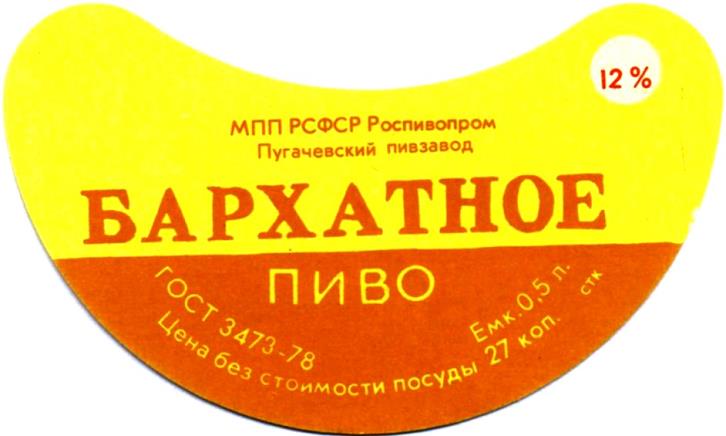 12 %
МПП РСФСР Роспивопром
Пугачевский пивзавод
БАРХАТНОЕ
ПИВО
ГОСТ 3473-78
Емк. 0,5 л.
Цена без стоимости посуды 27 коп.
стк